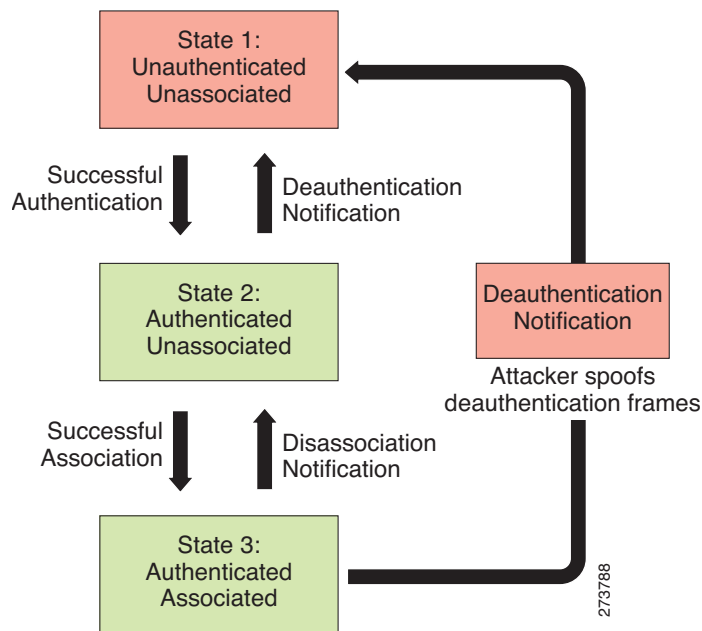 State 1:
Unauthenticated
Unassociated
Successful
Authentication
Deauthentication
Notification
State 2:
Authenticated
Unassociated
Deauthentication
Notification
Attacker spoofs
deauthentication frames
Successful
Association
Disassociation
Notification
State 3:
Authenticated
Associated
273788